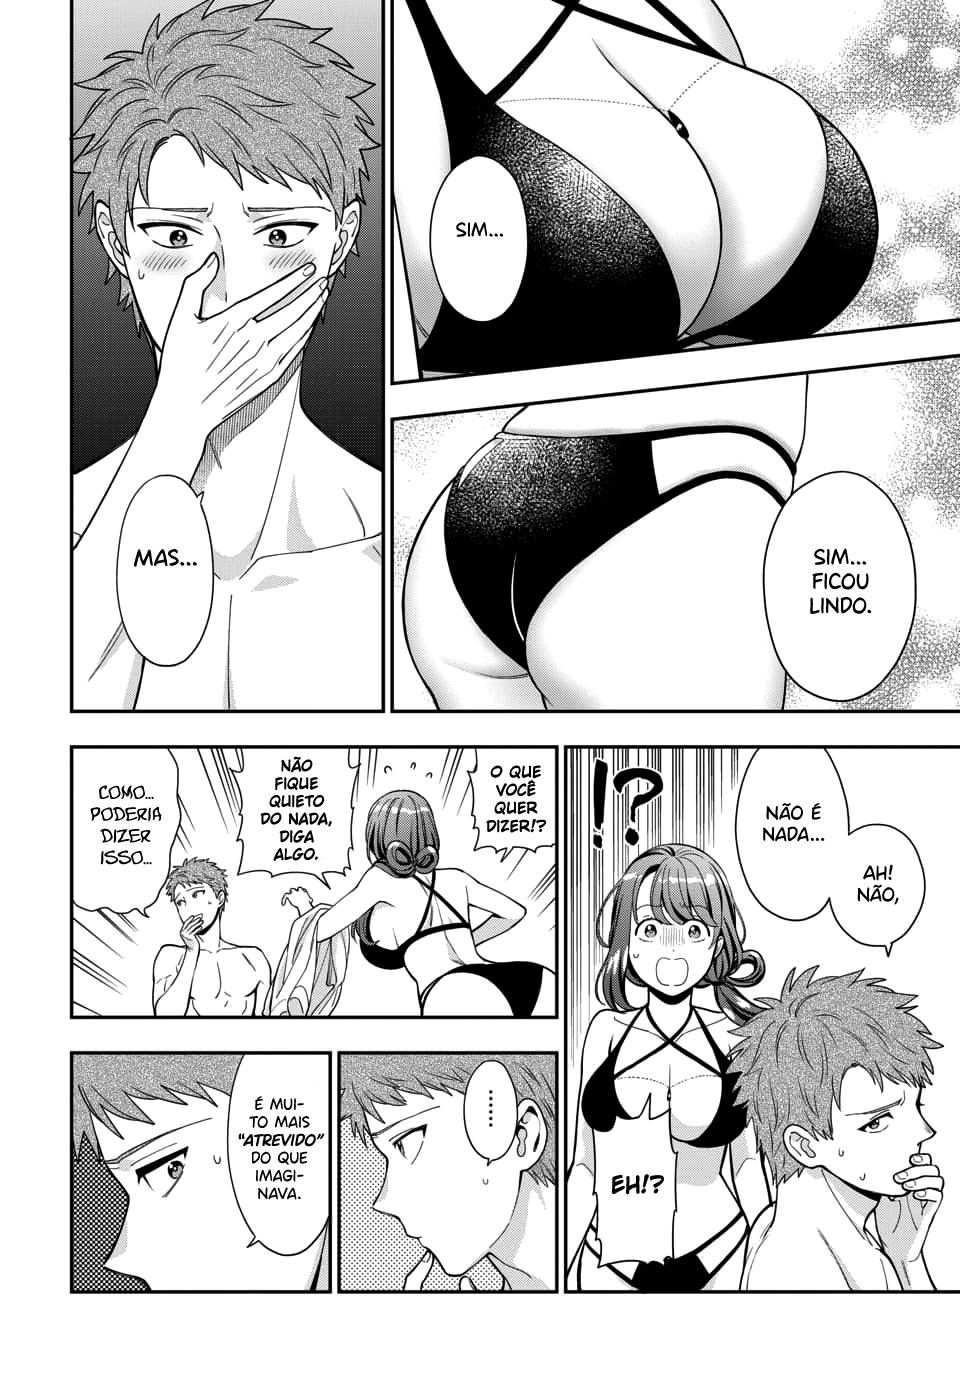 SIM...
SIM...
FICOU
LINDO.
MAS...
AH!
NÃO,
NÃO É
NADA...
!?
EH!?
O QUE
VOCÊ
QUER
DIZER!?
NÃO
FIQUE
QUIETO
DO NADA,
DIGA
ALGO.
COMO...
PODERIA
DIZER
ISSO...
......
É MUI-
TO MAIS
"ATREVIDO"
DO QUE
IMAGI-
NAVA.